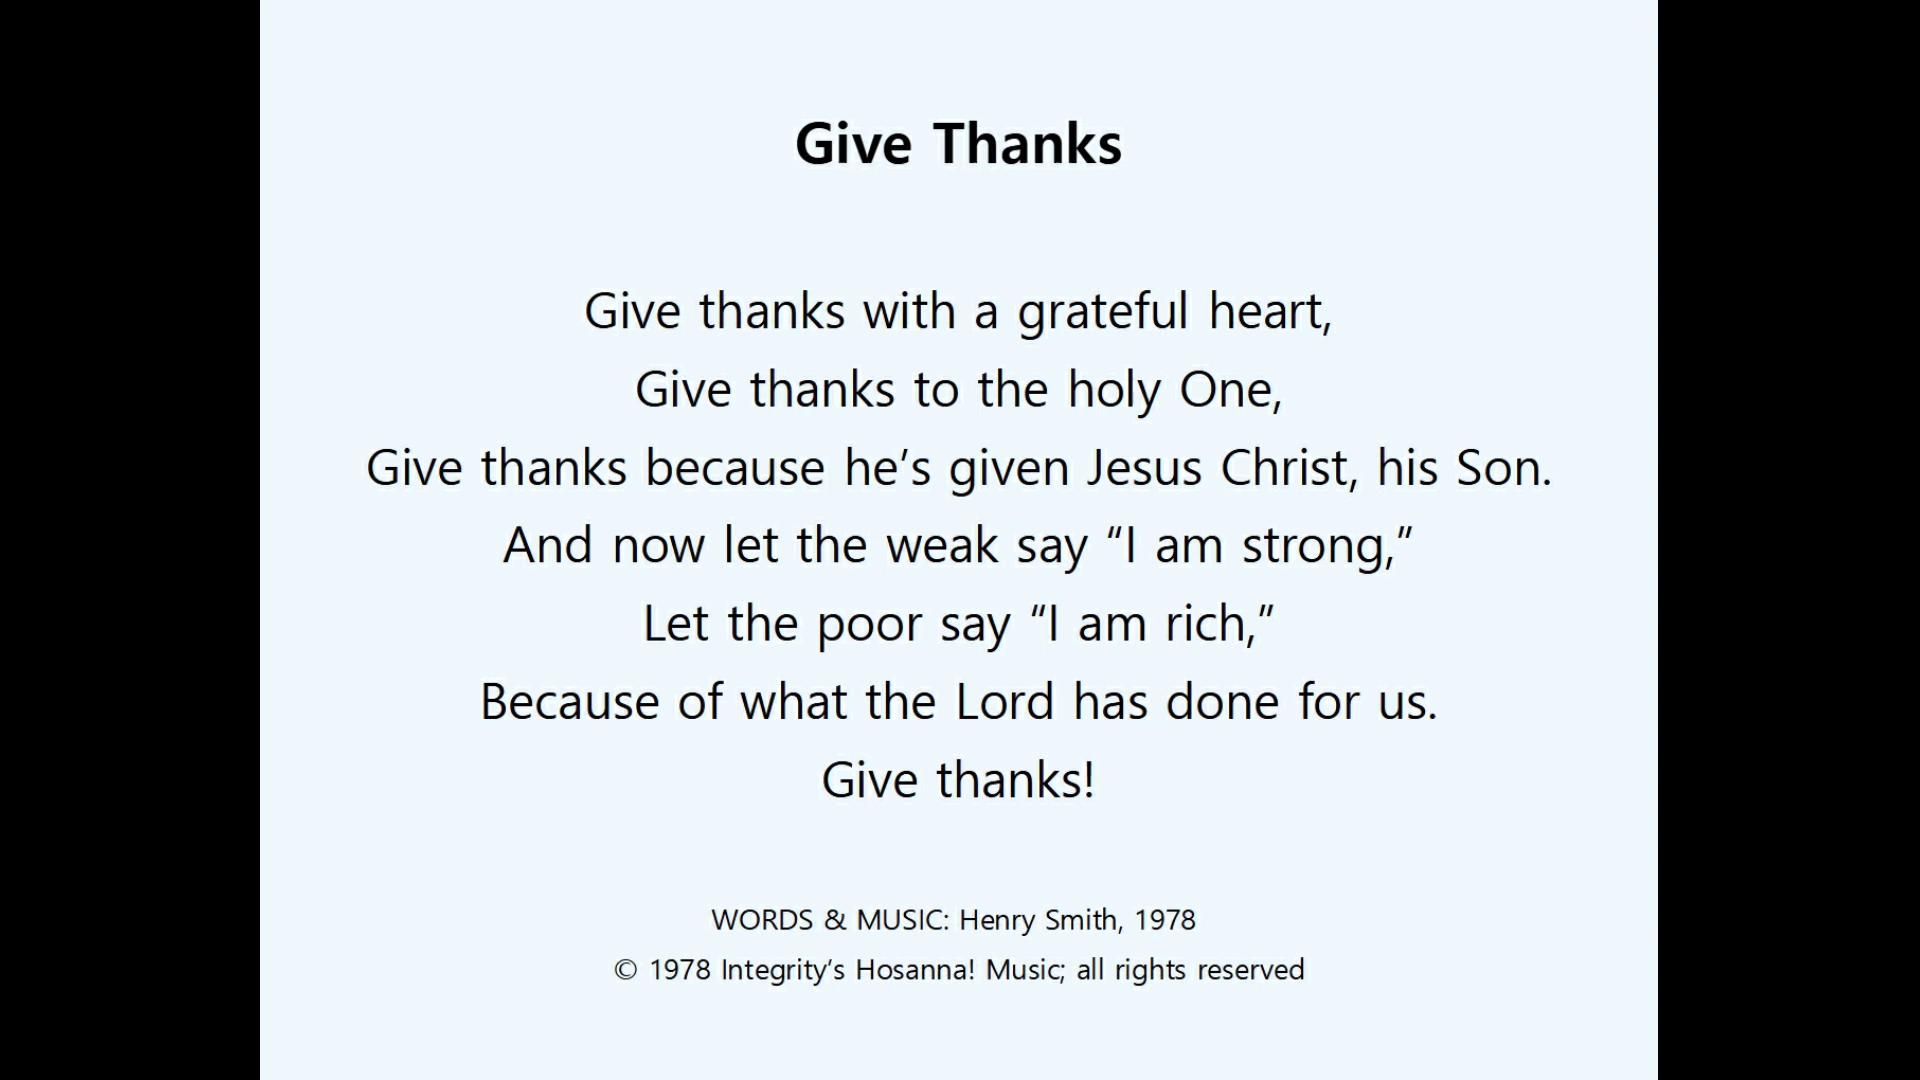 Give Thanks
Give thanks with a grateful heart,
Give thanks to the holy One,
Give thanks because he’s given Jesus Christ, his Son.
And now let the weak say “I am strong,”
Let the poor say “I am rich,”
Because of what the Lord has done for us.
Give thanks!
WORDS & MUSIC: Henry Smith, 1978
© 1978 Integrity’s Hosanna! Music; all rights reserved